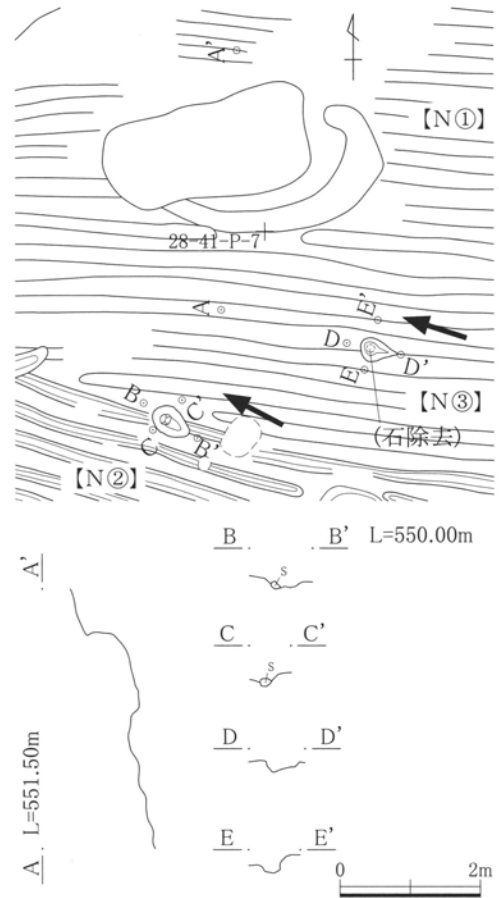 A'
【N①】
28-41-P-7
A
E'
D
D'
E
B
C'
【N③】
C
B'
(石除去)
【N②】
B B' L=550.00m
A'
S
C C'
S
D D'
L=551.50m
A
E E'
0 2m